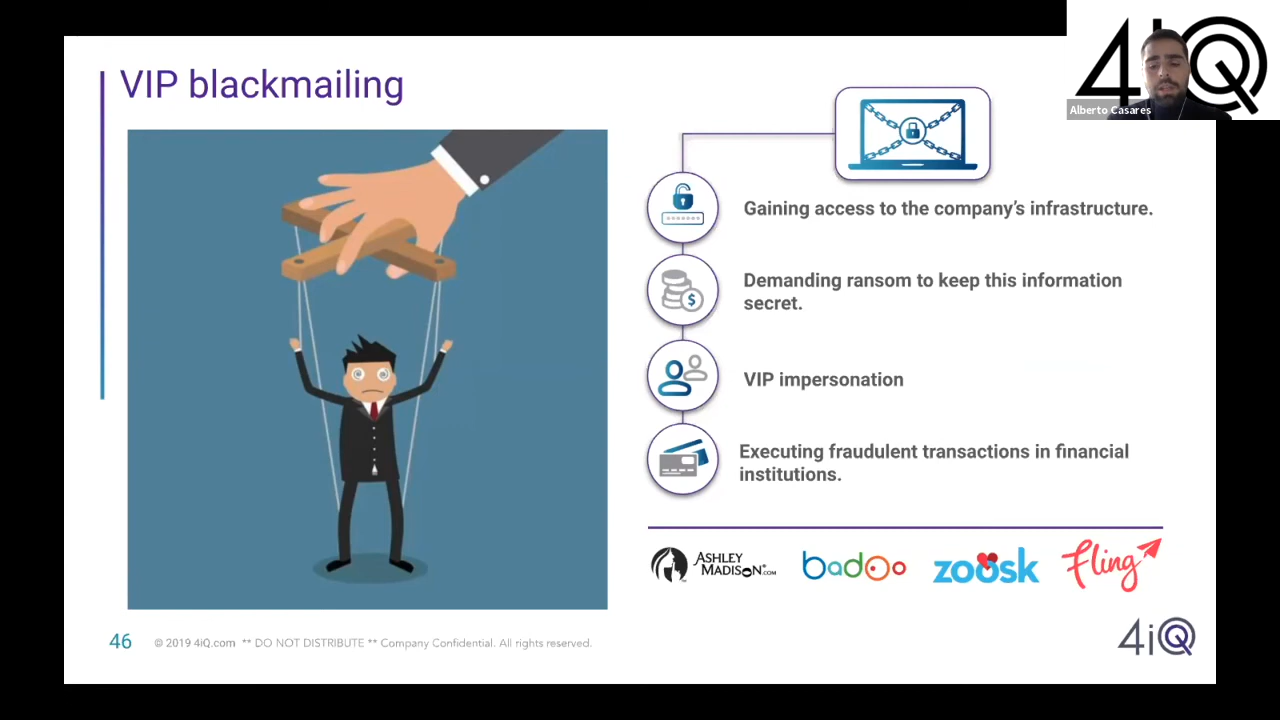 VIP blackmailing
4iQ
Alberto Casares
Gaining access to the company's infrastructure.
Demanding ransom to keep this information
secret.
VIP impersonation
Executing fraudulent transactions in financial
institutions.
ASHLEY
MADISON.COM
badoo
zoosk
Fling
46 © 2019 4iQ.com ** DO NOT DISTRIBUTE ** Company Confidential. All rights reserved.
4iQ